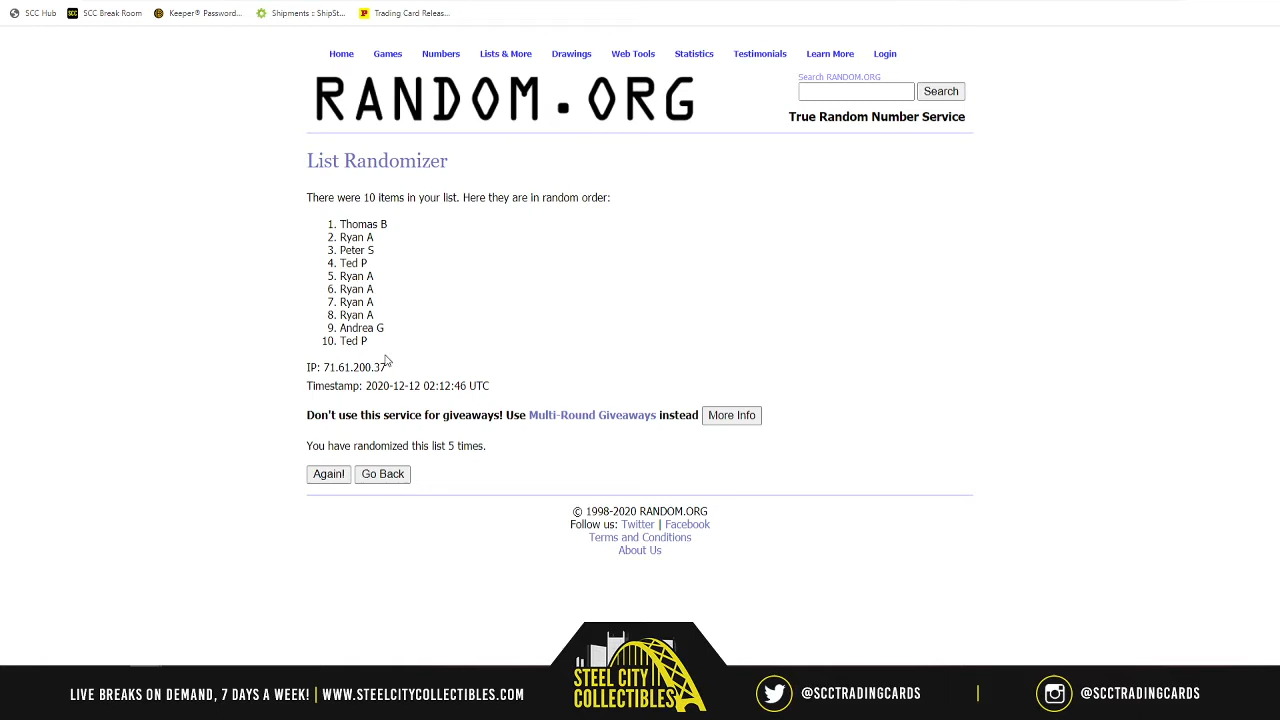 SCC Hub SCC Break Room Keeper® Password... Shipments :: ShipSt... Trading Card Releas...
Home Games Numbers Lists & More Drawings Web Tools Statistics Testimonials Learn More Login
RANDOM.ORG
Search RANDOM.ORG
Search
True Random Number Service
List Randomizer
There were 10 items in your list. Here they are in random order:
1. Thomas B
2. Ryan A
3. Peter S
4. Ted P
5. Ryan A
6. Ryan A
7. Ryan A
8. Ryan A
9. Andrea G
10. Ted P
IP: 71.61.200.37
Timestamp: 2020-12-12 02:12:46 UTC
Don't use this service for giveaways! Use Multi-Round Giveaways instead More Info
You have randomized this list 5 times.
Again! Go Back
© 1998-2020 RANDOM.ORG
Follow us: Twitter | Facebook
Terms and Conditions
About Us
LIVE BREAKS ON DEMAND, 7 DAYS A WEEK! | WWW.STEELCITYCOLLECTIBLES.COM
STEEL CITY
COLLECTIBLES
@SCCTRADINGCARDS | @SCCTRADINGCARDS